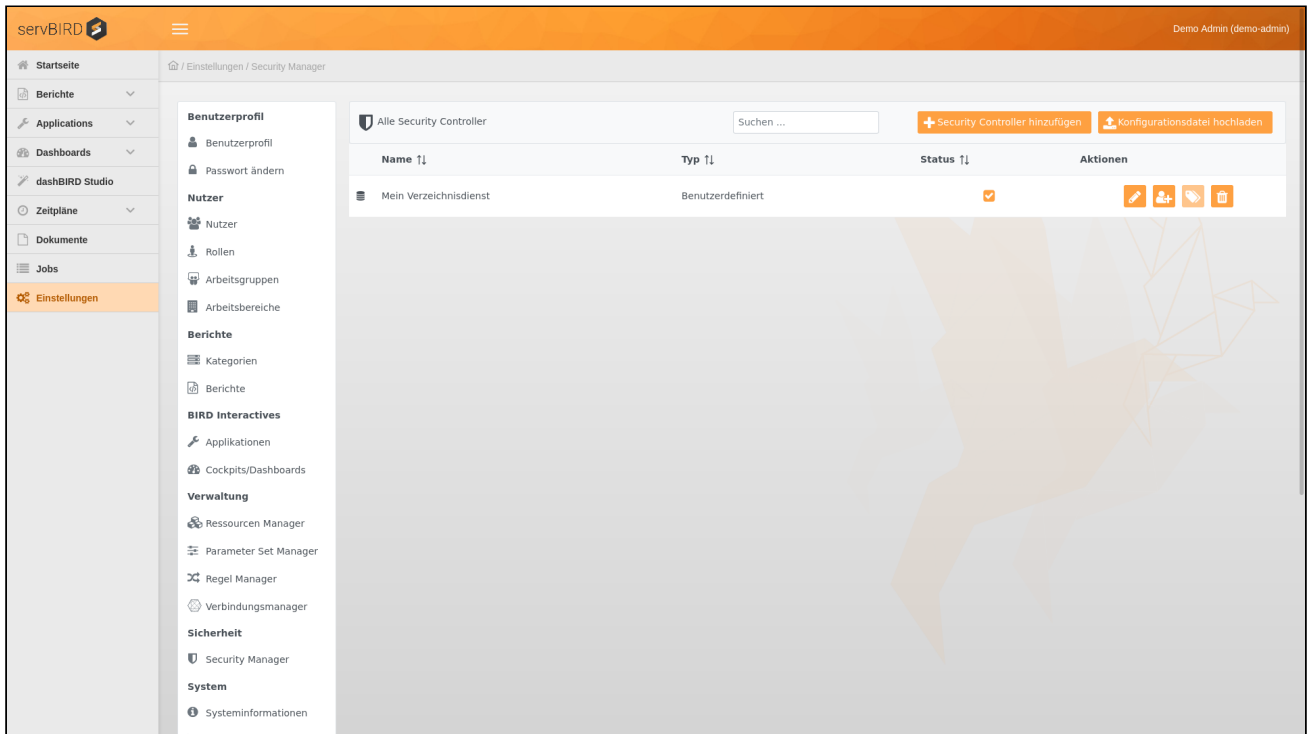 servBIRD
Demo Admin (demo-admin)
Startseite
Berichte
Applications
Dashboards
dashBIRD Studio
Zeitpläne
Dokumente
Jobs
Einstellungen
/ Einstellungen / Security Manager
Benutzerprofil
Benutzerprofil
Passwort ändern
Nutzer
Nutzer
Rollen
Arbeitsgruppen
Arbeitsbereiche
Berichte
Kategorien
Berichte
BIRD Interactives
Applikationen
Cockpits/Dashboards
Verwaltung
Ressourcen Manager
Parameter Set Manager
Regel Manager
Verbindungsmanager
Sicherheit
Security Manager
System
Systeminformationen
Alle Security Controller
Suchen ...
Security Controller hinzufügen
Konfigurationsdatei hochladen
Name Typ Status Aktionen
Mein Verzeichnisdienst Benutzerdefiniert